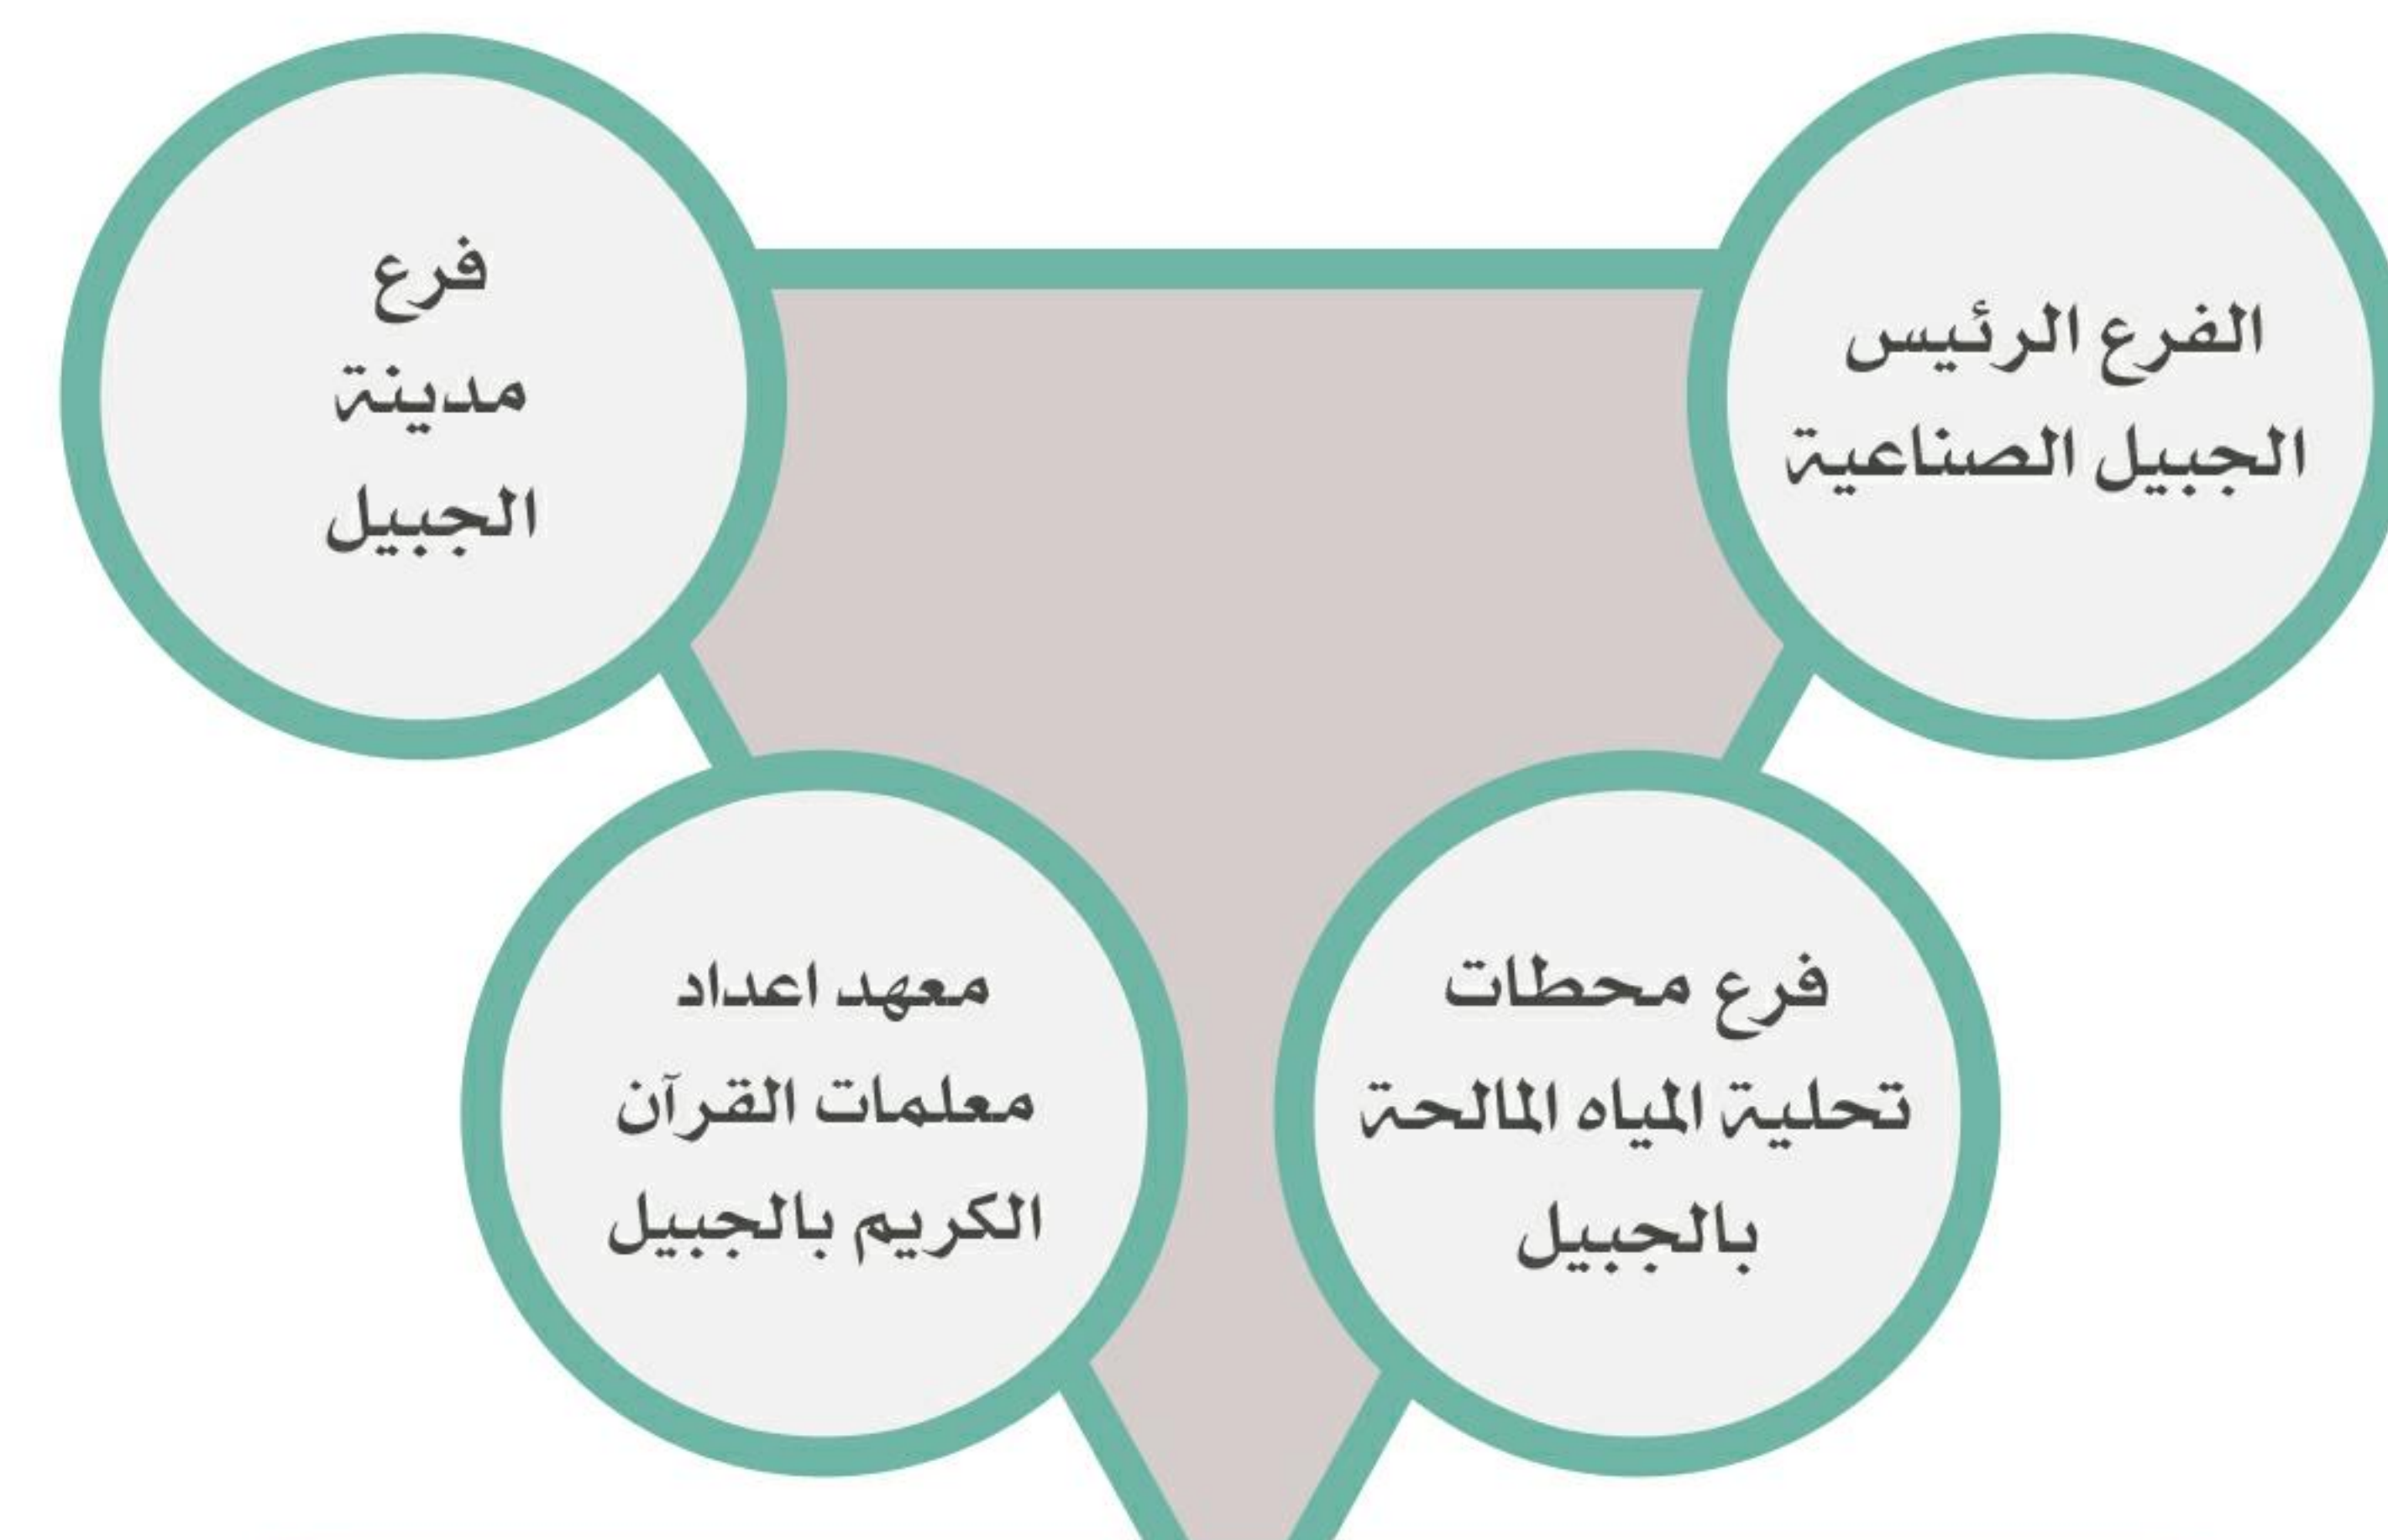 الفرع الرئيس
الجبيل الصناعية
فرع
مدينة
الجبيل
فرع محطات
تحلية المياه المالحة
بالجبيل
معهد اعداد
معلمات القرآن
الكريم بالجبيل